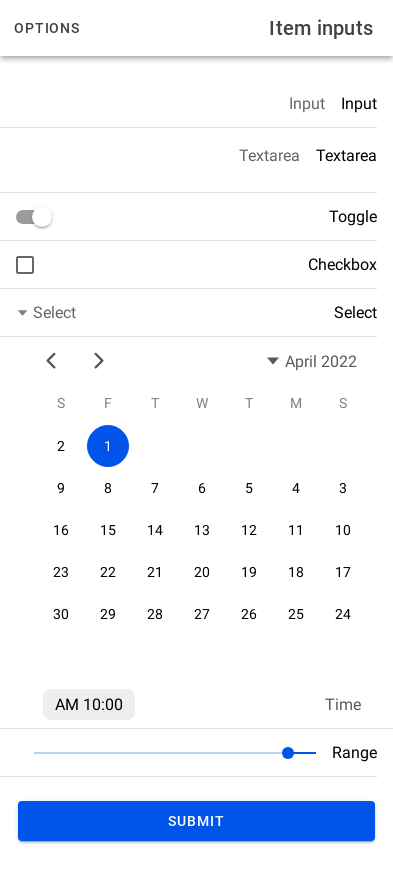 OPTIONS Item inputs
Input Input
Textarea Textarea
Toggle
Checkbox
Select Select
April 2022
S F T W T M S
2 1
9 8 7 6 5 4 3
16 15 14 13 12 11 10
23 22 21 20 19 18 17
30 29 28 27 26 25 24
AM 10:00 Time
Range
SUBMIT